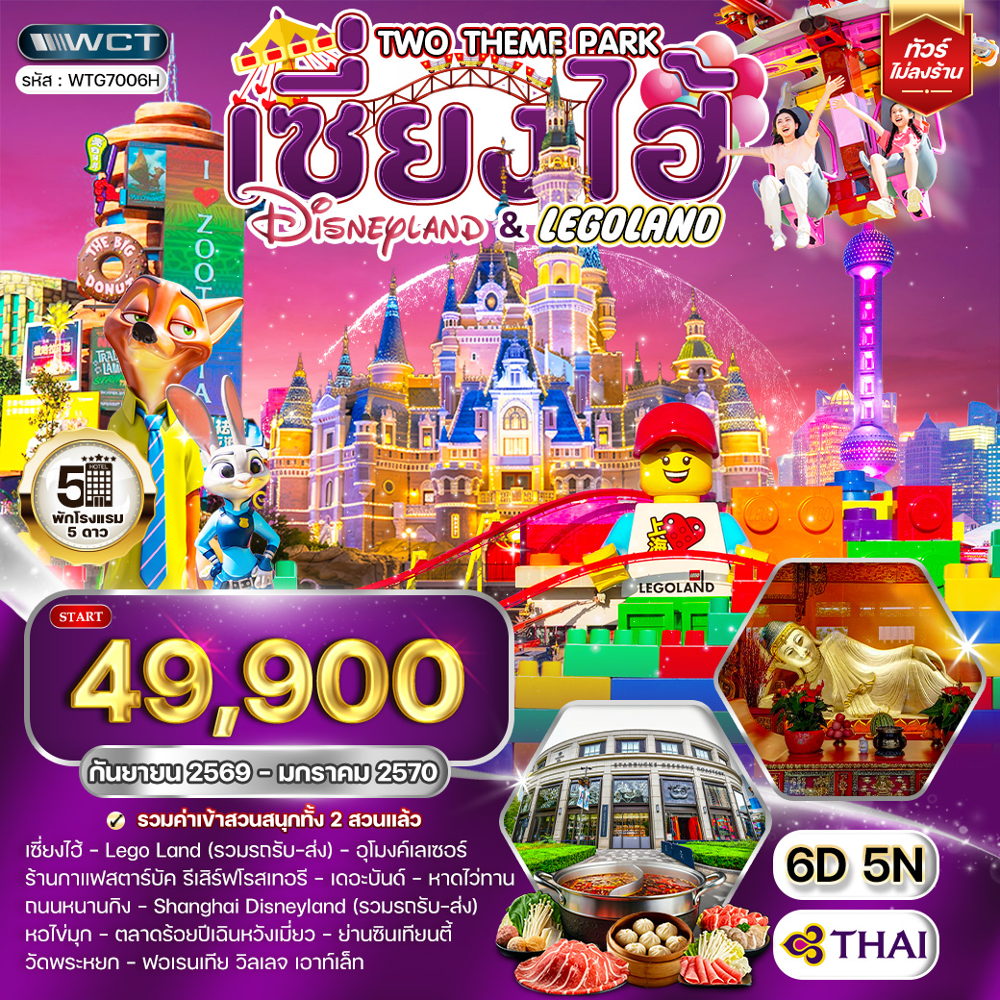 WCT
รหัส : WTG7006H
TWO THEME PARK
เซี่ยงไฮ้
DISNEYLAND & LEGOLAND
ทัวร์
ไม่ลงร้าน
I ❤ ZOOT
THE BIG
DONUT
5
HOTEL
พักโรงแรม
5 ดาว
上海
LEGO
LEGOLAND
START
49,900
กันยายน 2569 - มกราคม 2570
รวมค่าเข้าสวนสนุกทั้ง 2 สวนแล้ว
เซี่ยงไฮ้ - Lego Land (รวมรถรับ-ส่ง) - อุโมงค์เลเซอร์
ร้านกาแฟสตาร์บัค รีเสิร์ฟโรสเทอรี - เดอะบันด์ - หาดไว่ทาน
ถนนหนานกิง - Shanghai Disneyland (รวมรถรับ-ส่ง)
หอไข่มุก - ตลาดร้อยปีเฉินหวังเมี่ยว - ย่านซินเทียนตี้
วัดพระหยก - ฟอเรนเทีย วิลเลจ เอาท์เล็ท
STARBUCKS RESERVE ROASTERY
6D 5N
THAI